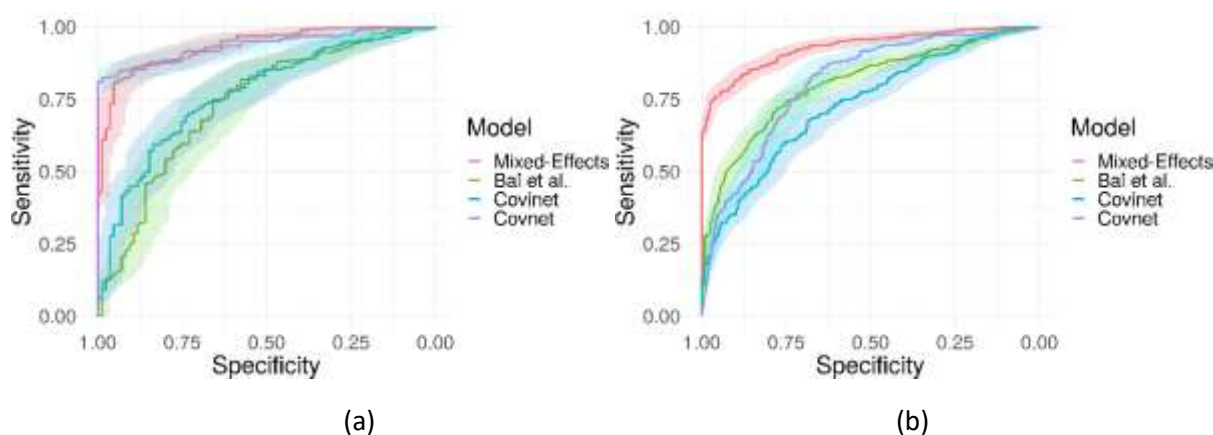 1.00
0.75
0.50
0.25
0.00
Sensitivity
1.00 0.75 0.50 0.25 0.00
Specificity
Model
Mixed-Effects
Bai et al.
Covinet
Covnet
(a)
1.00
0.75
0.50
0.25
0.00
Sensitivity
1.00 0.75 0.50 0.25 0.00
Specificity
Model
Mixed-Effects
Bai et al.
Covinet
Covnet
(b)